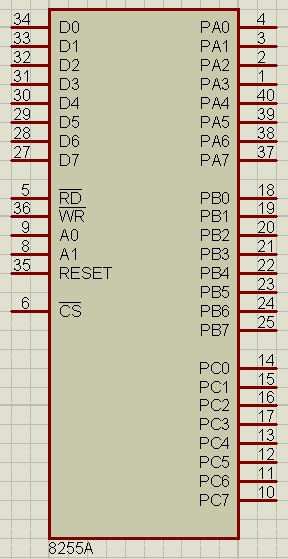 34 D0 PA0 4
33 D1 PA1 3
32 D2 PA2 2
31 D3 PA3 1
30 D4 PA4 40
29 D5 PA5 39
28 D6 PA6 38
27 D7 PA7 37
5 RD PB0 18
36 WR PB1 19
9 A0 PB2 20
8 A1 PB3 21
35 RESET PB4 22
PB5 23
6 CS PB6 24
PB7 25
PC0 14
PC1 15
PC2 16
PC3 17
PC4 13
PC5 12
PC6 11
PC7 10
8255A